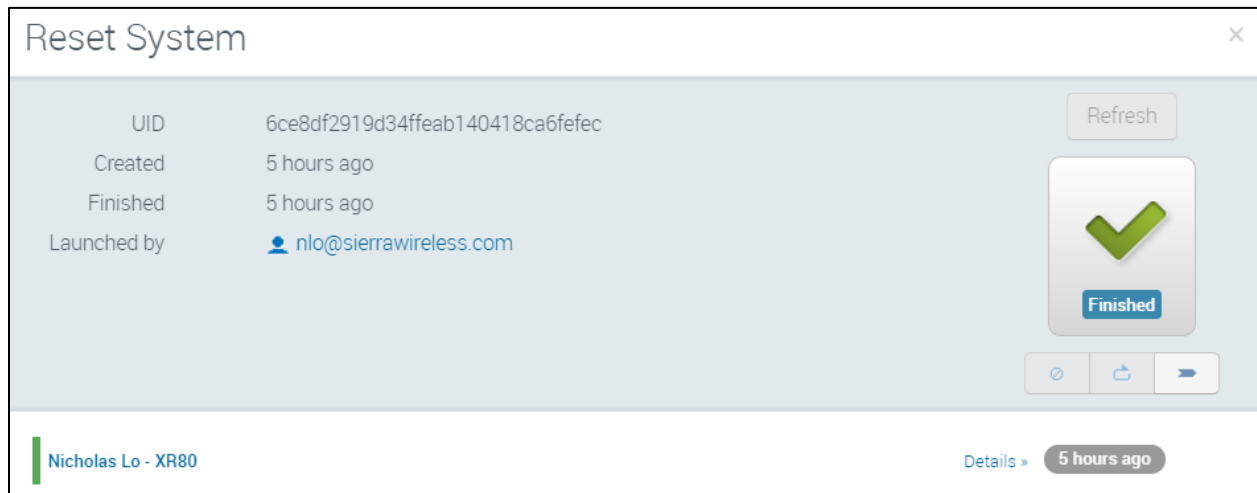 Reset System
×
UID 6ce8df2919d34ffeab140418ca6fefec
Refresh
Created 5 hours ago
Finished 5 hours ago
Launched by nlo@sierrawireless.com
Finished
Nicholas Lo - XR80 Details » 5 hours ago